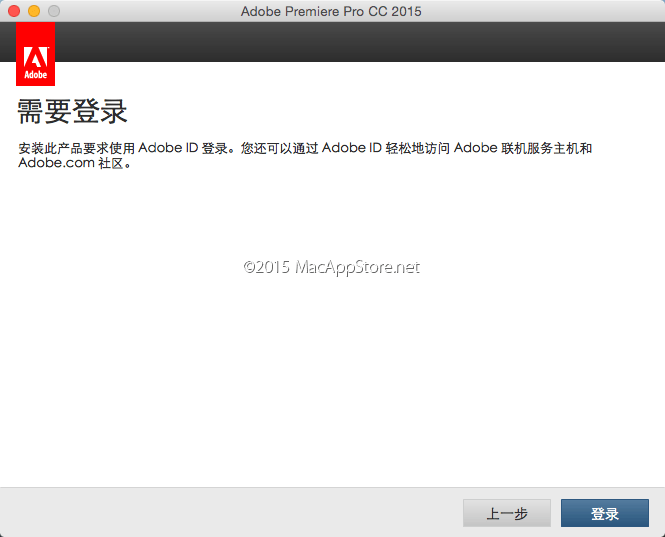 Adobe Premiere Pro CC 2015
Adobe
需要登录
安装此产品要求使用 Adobe ID 登录。您还可以通过 Adobe ID 轻松地访问 Adobe 联机服务主机和
Adobe.com 社区。
©2015 MacAppStore.net
上一步
登录